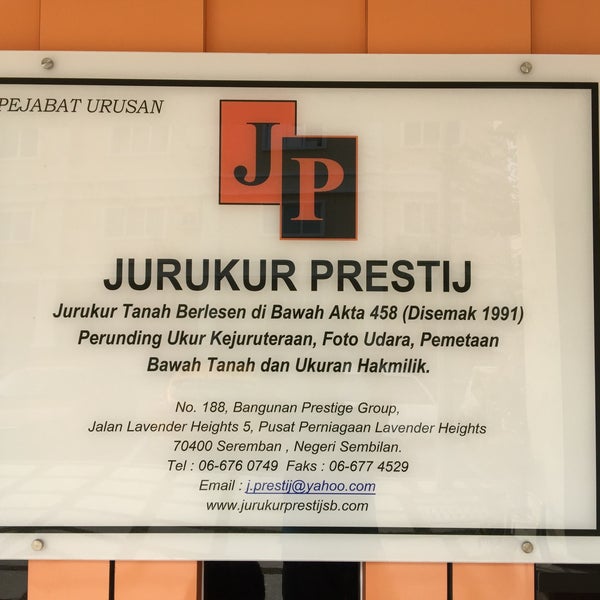 PEJABAT URUSAN
J
P
JURUKUR PRESTIJ
Jurukur Tanah Berlesen di Bawah Akta 458 (Disemak 1991)
Perunding Ukur Kejuruteraan, Foto Udara, Pemetaan
Bawah Tanah dan Ukuran Hakmilik.
No. 188, Bangunan Prestige Group,
Jalan Lavender Heights 5, Pusat Perniagaan Lavender Heights
70400 Seremban , Negeri Sembilan.
Tel : 06-676 0749 Faks : 06-677 4529
Email : j.prestij@yahoo.com
www.jurukurprestijsb.com